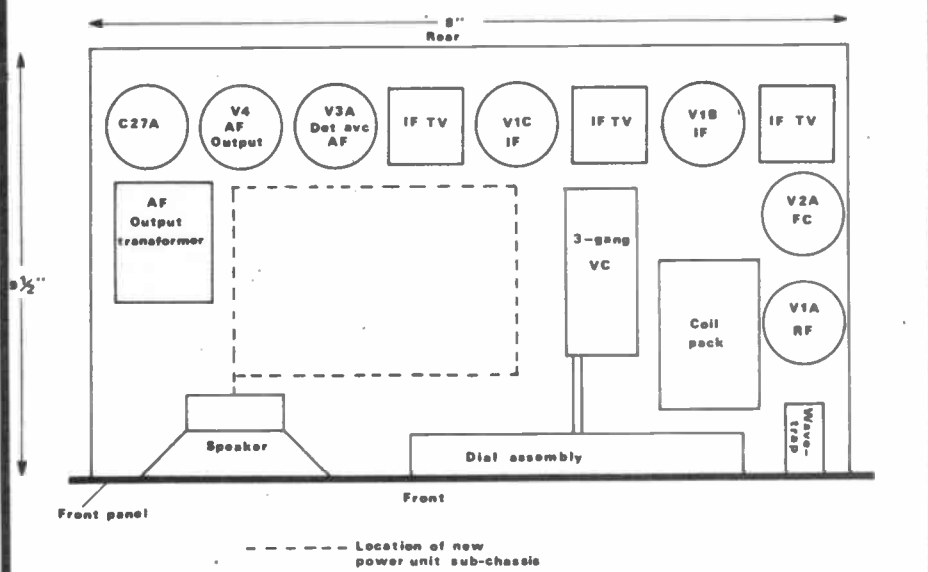 8"
Rear
C27A
V4
AF
Output
V3A
Det avc
AF
IF TV
V1C
IF
IF TV
V1B
IF
IF TV
AF
Output
transformer
3-gang
VC
V2A
FC
Coil
pack
V1A
RF
Speaker
Dial assembly
Wave-
trap
Front panel
Front
Location of new
power unit sub-chassis